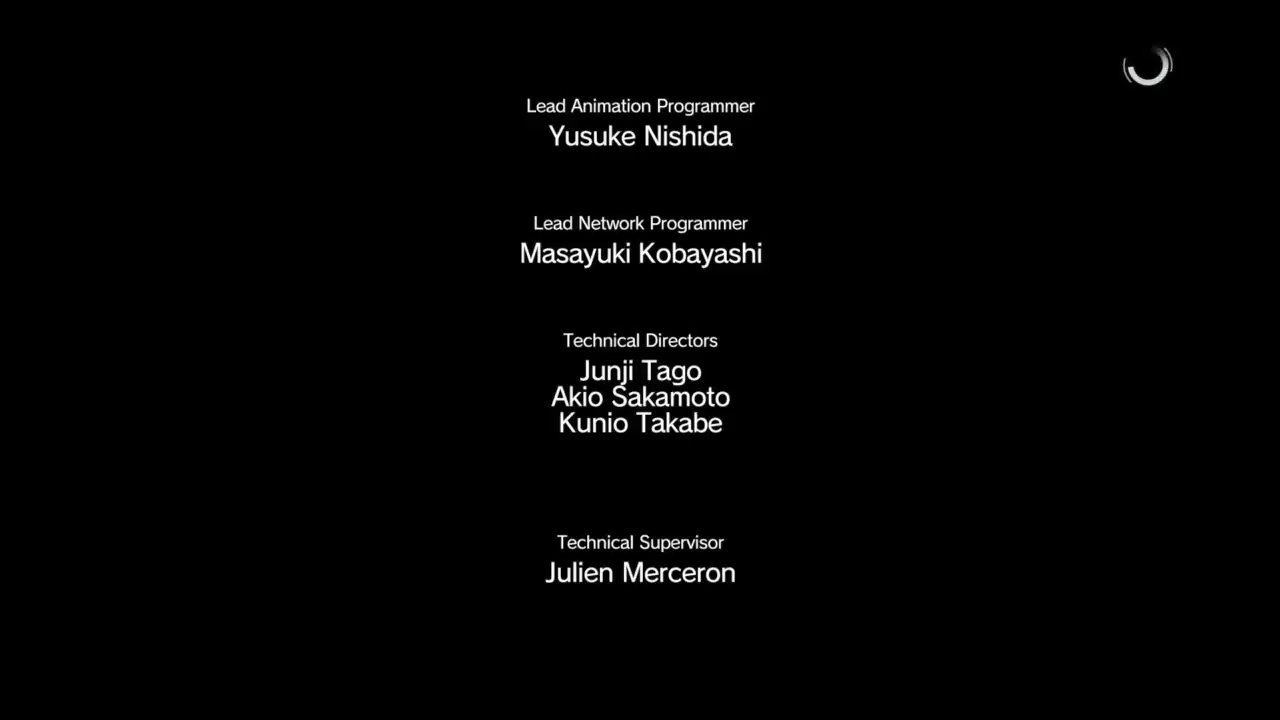 Lead Animation Programmer
Yusuke Nishida
Lead Network Programmer
Masayuki Kobayashi
Technical Directors
Junji Tago
Akio Sakamoto
Kunio Takabe
Technical Supervisor
Julien Merceron